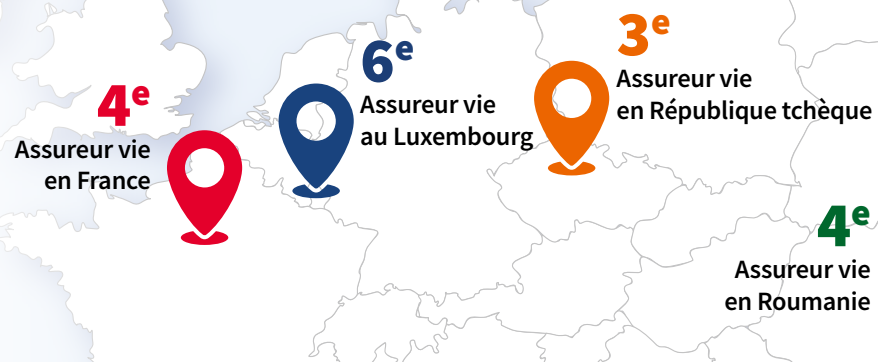 4e
Assureur vie
en France
6e
Assureur vie
au Luxembourg
3e
Assureur vie
en République tchèque
4e
Assureur vie
en Roumanie